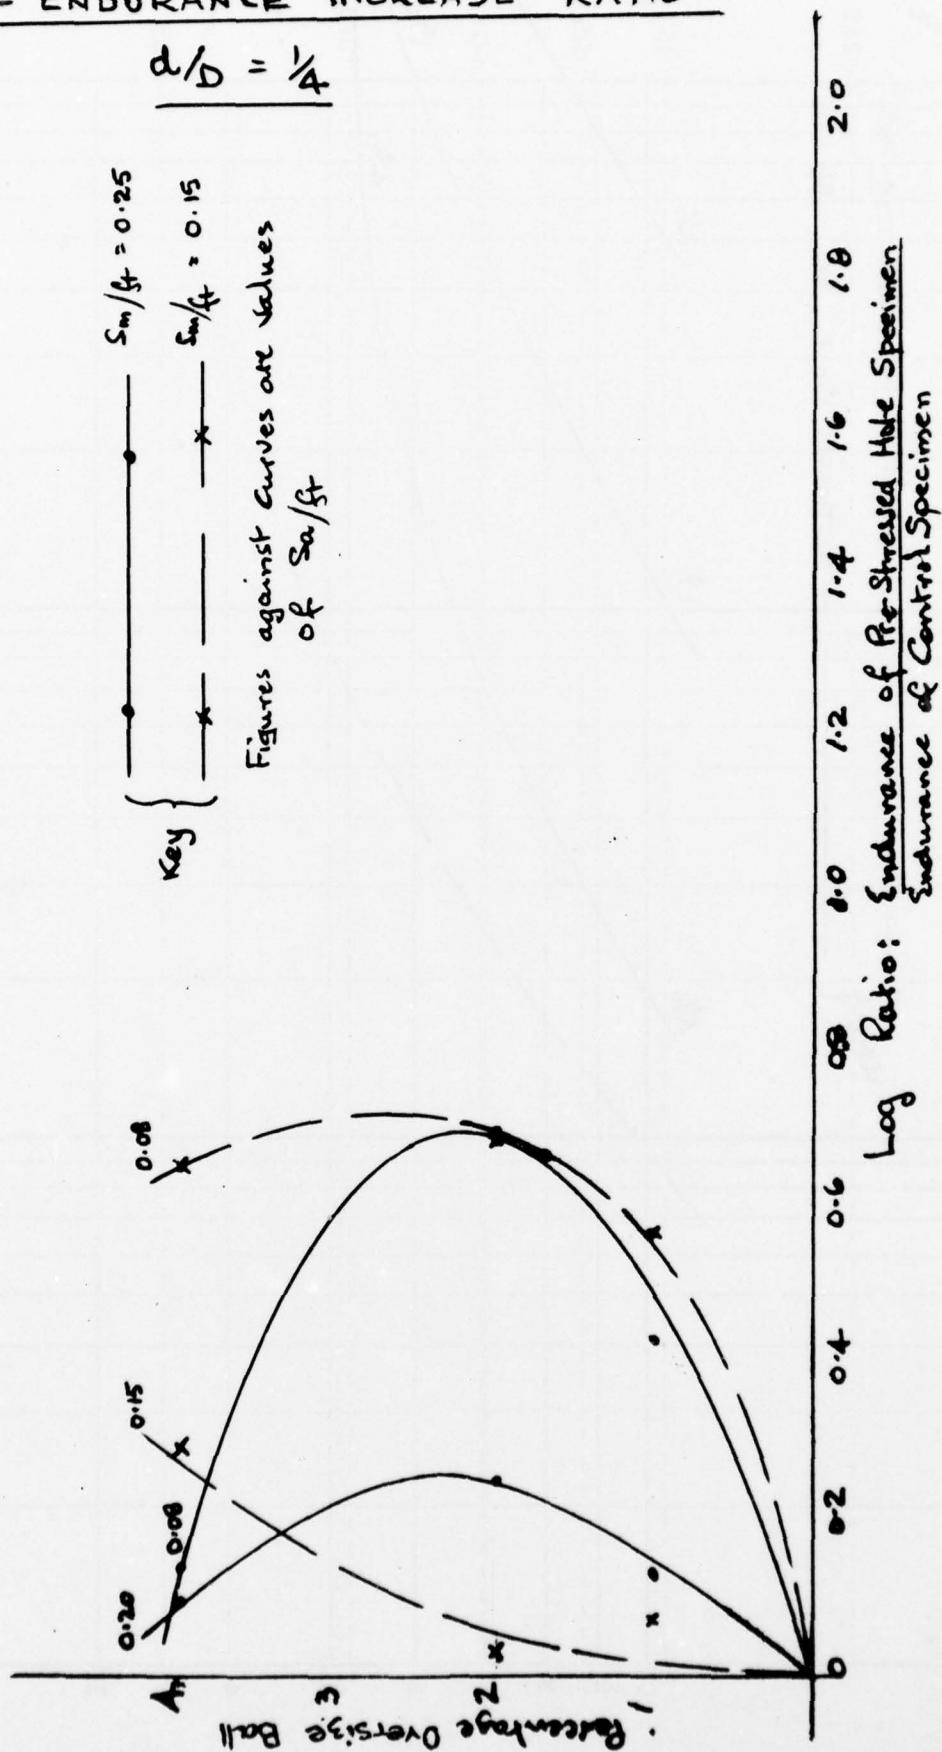 - ENDURANCE INCREASE RATIO
d/D = 1/4
Key
Sm/ft = 0.25
Sm/ft = 0.15
Figures against curves are values
of Sa/ft
0.20
0.08
0.15
0.08
Percentage Oversize Ball
4
3
2
1
0
0.2
0.4
0.6
0.8
1.0
1.2
1.4
1.6
1.8
2.0
Log Ratio: Endurance of Pre-Stressed Hole Specimen
Endurance of Control Specimen